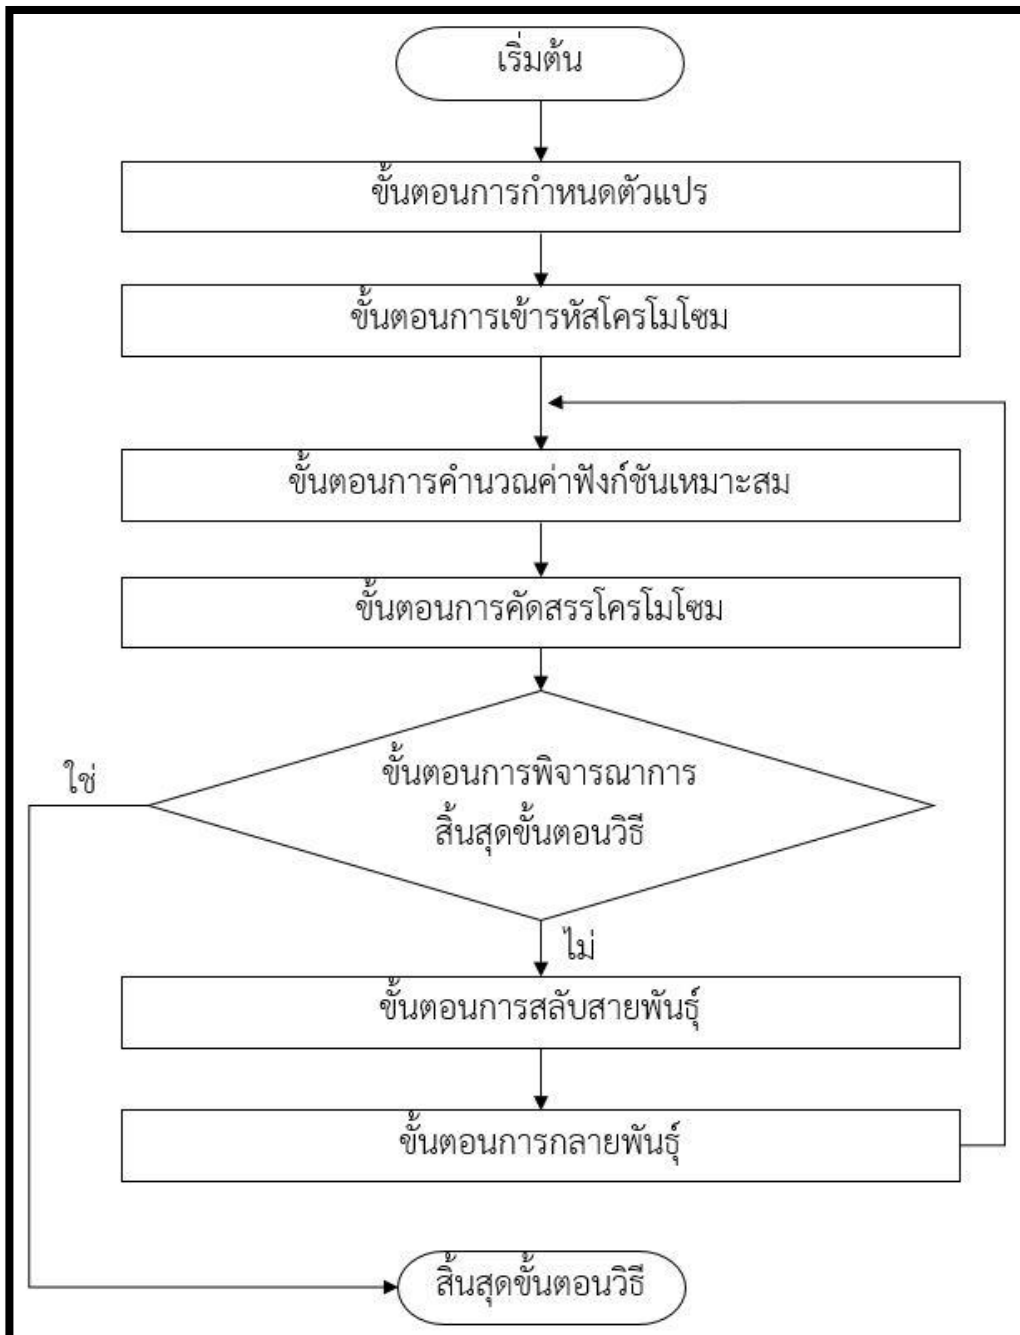 เริ่มต้น
ขั้นตอนการกำหนดตัวแปร
ขั้นตอนการเข้ารหัสโครโมโซม
ขั้นตอนการคำนวณค่าฟังก์ชันเหมาะสม
ขั้นตอนการคัดสรรโครโมโซม
ขั้นตอนการพิจารณาการ
สิ้นสุดขั้นตอนวิธี
ใช่
ไม่
ขั้นตอนการสลับสายพันธุ์
ขั้นตอนการกลายพันธุ์
สิ้นสุดขั้นตอนวิธี